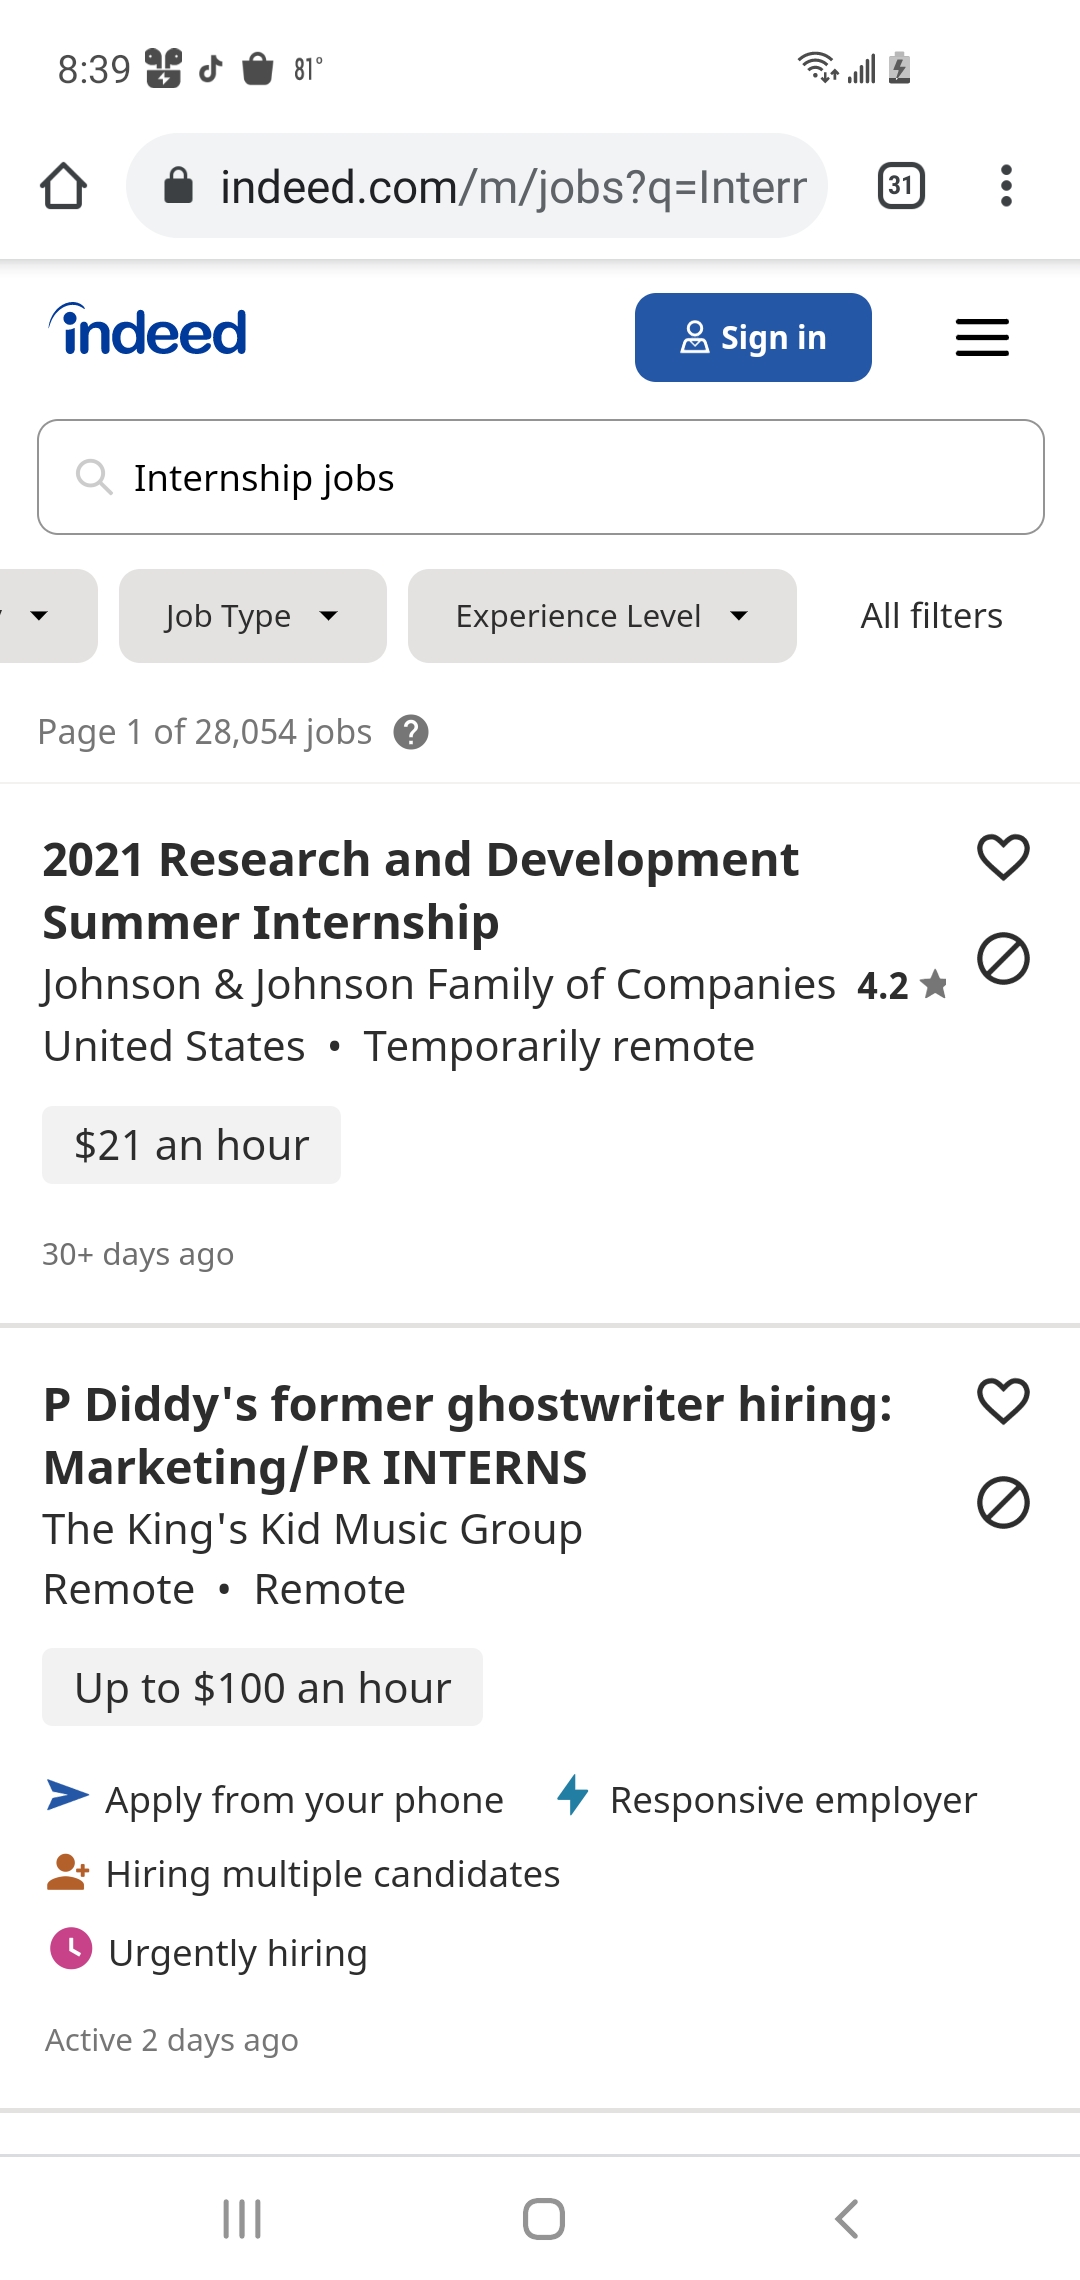 8:39 81°
indeed.com/m/jobs?q=Interr
31
indeed
Sign in
Internship jobs
Job Type
Experience Level
All filters
Page 1 of 28,054 jobs
2021 Research and Development
Summer Internship
Johnson & Johnson Family of Companies 4.2
United States • Temporarily remote
$21 an hour
30+ days ago
P Diddy's former ghostwriter hiring:
Marketing/PR INTERNS
The King's Kid Music Group
Remote • Remote
Up to $100 an hour
Apply from your phone
Responsive employer
Hiring multiple candidates
Urgently hiring
Active 2 days ago